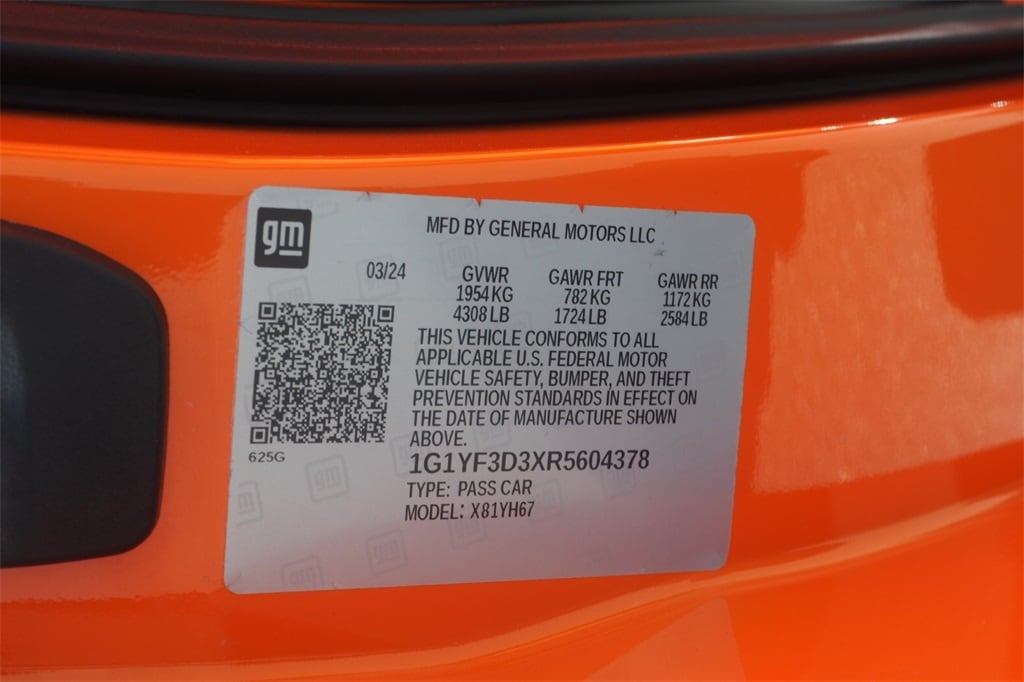 gm
MFD BY GENERAL MOTORS LLC
03/24
GVWR GAWR FRT GAWR RR
1954 KG 782 KG 1172 KG
4308 LB 1724 LB 2584 LB
THIS VEHICLE CONFORMS TO ALL
APPLICABLE U.S. FEDERAL MOTOR
VEHICLE SAFETY, BUMPER, AND THEFT
PREVENTION STANDARDS IN EFFECT ON
THE DATE OF MANUFACTURE SHOWN
ABOVE.
625G
1G1YF3D3XR5604378
TYPE: PASS CAR
MODEL: X81YH67